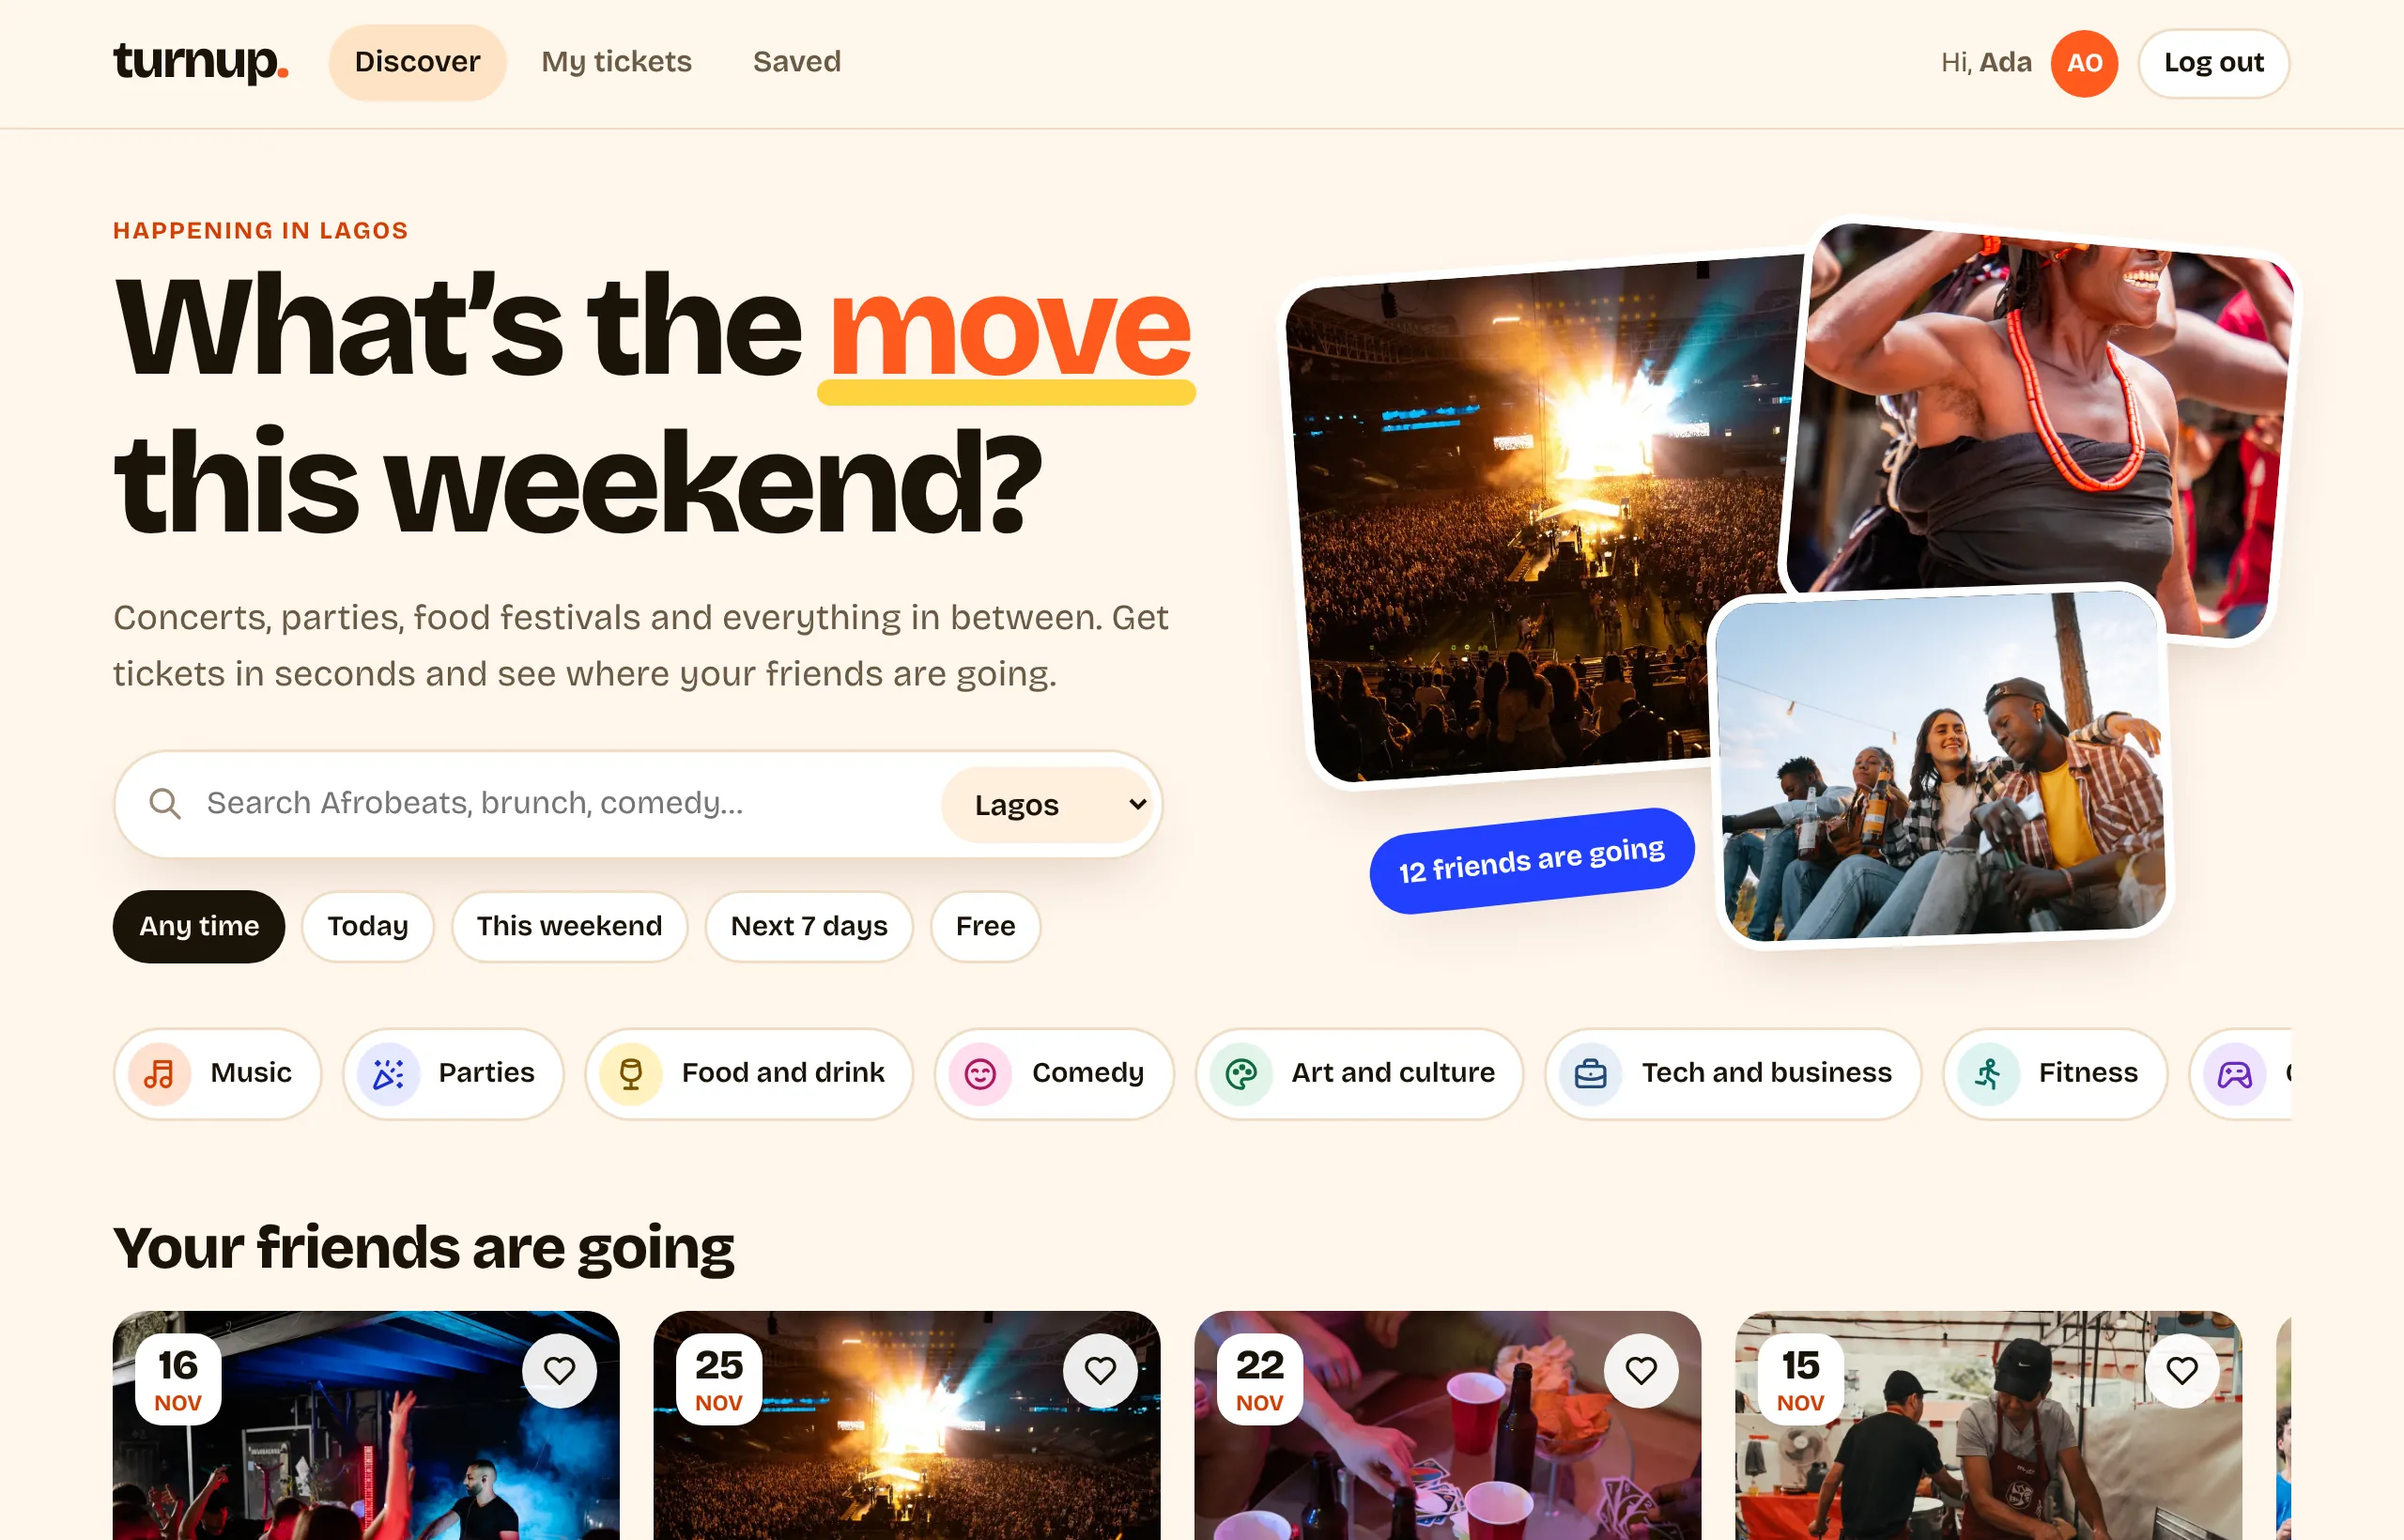 turnup.
Discover
My tickets
Saved
Hi, Ada
AO
Log out
HAPPENING IN LAGOS
What’s the move
this weekend?
Concerts, parties, food festivals and everything in between. Get
tickets in seconds and see where your friends are going.
Search Afrobeats, brunch, comedy...
Lagos
Any time
Today
This weekend
Next 7 days
Free
12 friends are going
Music
Parties
Food and drink
Comedy
Art and culture
Tech and business
Fitness
Your friends are going
16
NOV
25
NOV
22
NOV
15
NOV